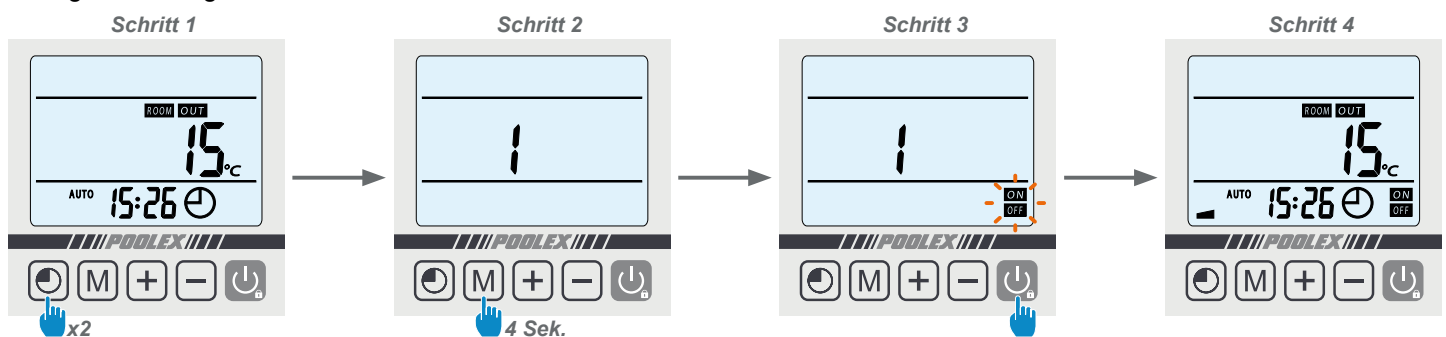 Schritt 1
Schritt 2
Schritt 3
Schritt 4
ROOM OUT
15°C
AUTO 15:26
POOLEX
M
x2
1
POOLEX
M
4 Sek.
1
ON
OFF
POOLEX
M
ROOM OUT
15°C
AUTO 15:26 ON
OFF
POOLEX
M